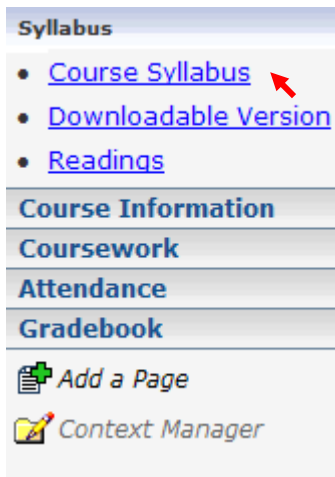 Syllabus
Course Syllabus
Downloadable Version
Readings
Course Information
Coursework
Attendance
Gradebook
Add a Page
Context Manager